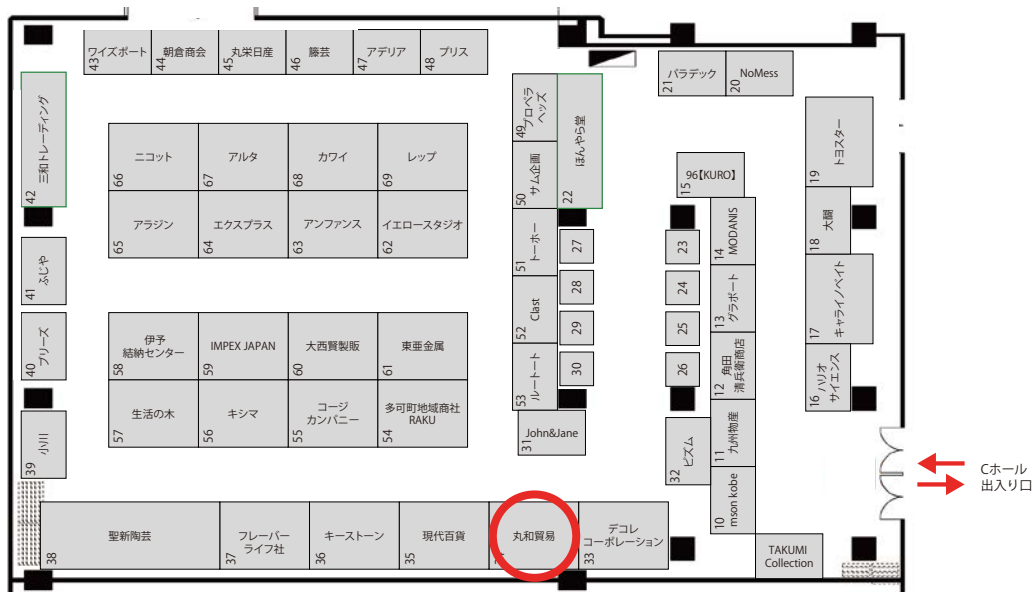 ワイズポート
43
朝倉商会
44
丸栄日産
45
籐芸
46
アデリア
47
プリス
48
パラデック
21
NoMess
20
三和トレーディング
42
プロペラ
ヘッズ
49
ほんやら堂
22
トヨスター
19
ニコット
66
アルタ
67
カワイ
68
レップ
69
サム企画
50
96【KURO】
15
アラジン
65
エクスプラス
64
アンファンス
63
イエロースタジオ
62
トーホー
51
27
23
MODANIS
14
大醐
18
ふじや
41
Clast
52
28
24
グラポート
13
キャライノベイト
17
ブリーズ
40
伊予
結納センター
58
IMPEX JAPAN
59
大西賢製販
60
東亜金属
61
29
25
ルートート
53
30
26
角田
清兵衛商店
12
ハリオ
サイエンス
16
小川
39
生活の木
57
キシマ
56
コージ
カンパニー
55
多可町地域商社
RAKU
54
John&Jane
31
ビズム
32
九州物産
11
Cホール
出入り口
mson kobe
10
聖新陶芸
38
フレーバー
ライフ社
37
キーストーン
36
現代百貨
35
丸和貿易
デコレ
コーポレーション
33
TAKUMI
Collection